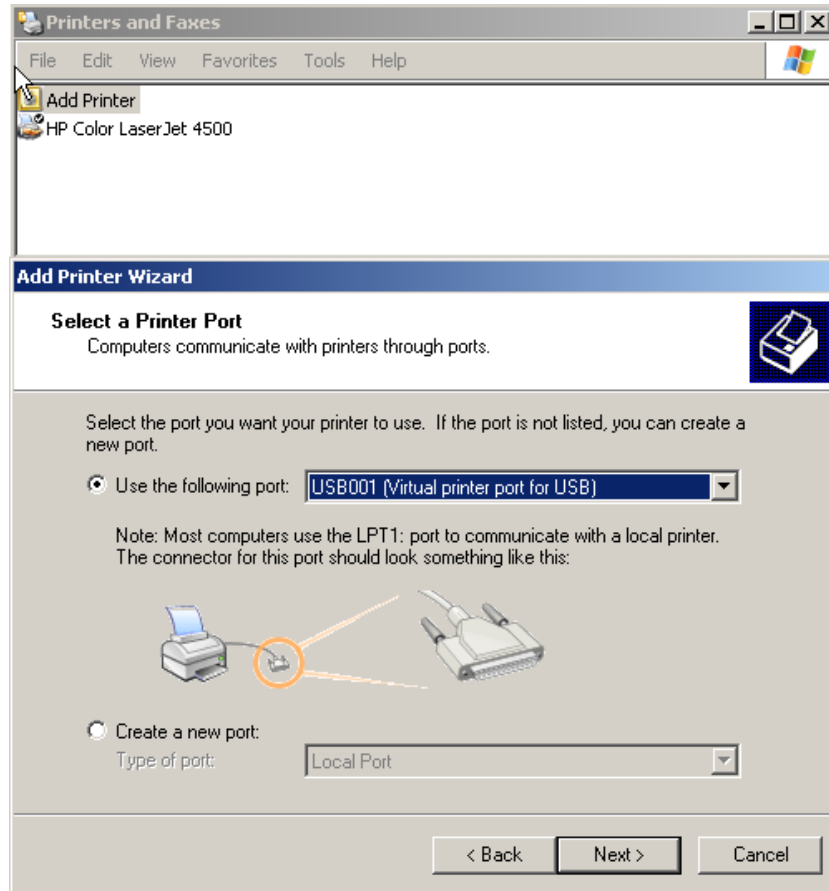 Printers and Faxes
File Edit View Favorites Tools Help
Add Printer
HP Color LaserJet 4500
Add Printer Wizard
Select a Printer Port
Computers communicate with printers through ports.
Select the port you want your printer to use. If the port is not listed, you can create a
new port.
Use the following port: USB001 (Virtual printer port for USB)
Note: Most computers use the LPT1: port to communicate with a local printer.
The connector for this port should look something like this:
Create a new port:
Type of port: Local Port
< Back Next > Cancel